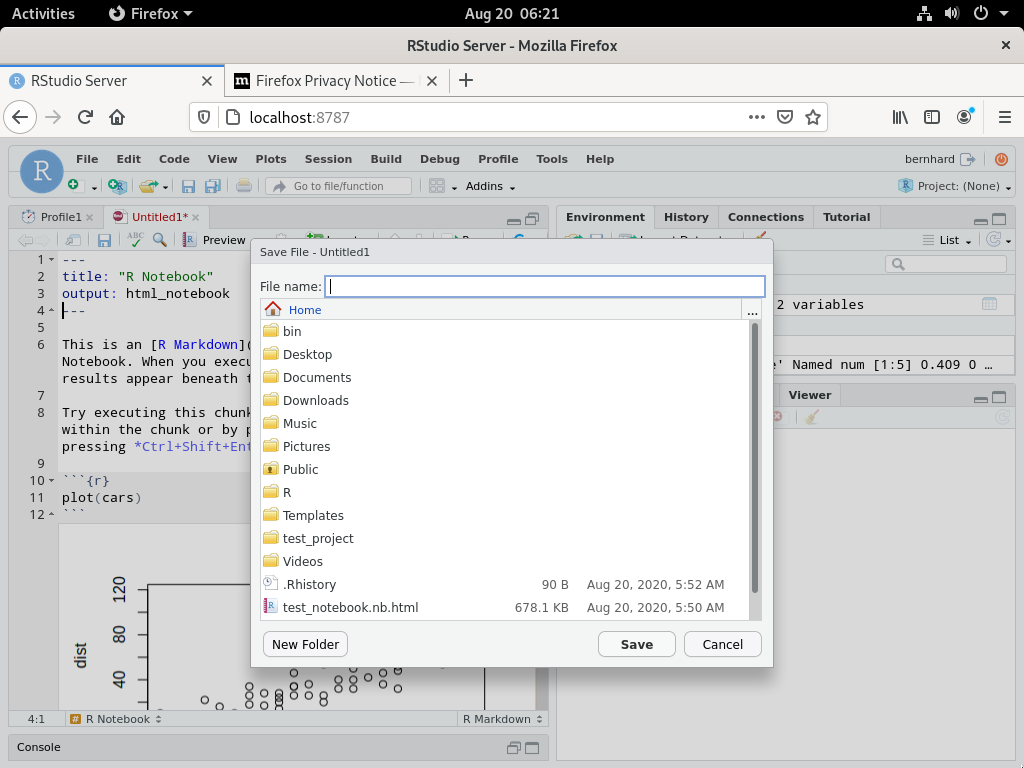 Activities Firefox Aug 20 06:21
RStudio Server - Mozilla Firefox
RStudio Server Firefox Privacy Notice —
localhost:8787
File Edit Code View Plots Session Build Debug Profile Tools Help bernhard
Go to file/function Addins Project: (None)
Profile1 Untitled1*
Environment History Connections Tutorial
Preview
List
1 ---
2 title: "R Notebook"
3 output: html_notebook
4 ---
5
6 This is an [R Markdown](
Notebook. When you execu
results appear beneath t
7
8 Try executing this chunk
within the chunk or by p
pressing *Ctrl+Shift+Ent
9
10 ```{r}
11 plot(cars)
12 ```
120
80
40
dist
Save File - Untitled1
File name:
Home ...
bin
Desktop
Documents
Downloads
Music
Pictures
Public
R
Templates
test_project
Videos
.Rhistory 90 B Aug 20, 2020, 5:52 AM
test_notebook.nb.html 678.1 KB Aug 20, 2020, 5:50 AM
New Folder Save Cancel
2 variables
' Named num [1:5] 0.409 0 …
Viewer
4:1 R Notebook R Markdown
Console